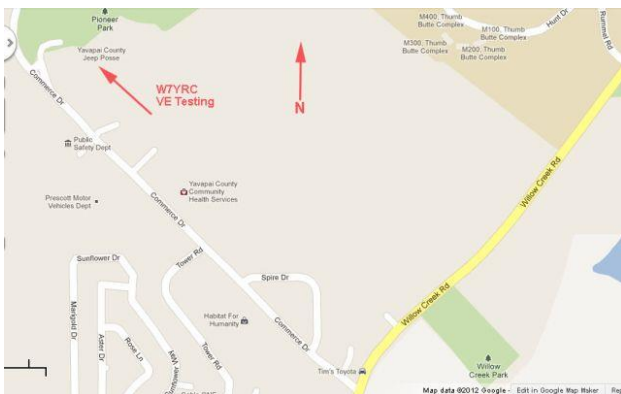 Pioneer
Park
M400, Thumb
Butte Complex
M100, Thumb
Butte Complex
Hunt Dr
Rummel Rd
M300, Thumb
Butte Complex
M200, Thumb
Butte Complex
Yavapai County
Jeep Posse
W7YRC
VE Testing
N
Commerce Dr
Public
Safety Dept
Willow Creek Rd
Yavapai County
Community
Health Services
Prescott Motor
Vehicles Dept
Commerce Dr
Sunflower Dr
Tower Rd
Spire Dr
Willow Creek Rd
Marigold Dr
Aster Dr
Rose Ln
Tower Rd
Habitat For
Humanity
Commerce Dr
Tim's Toyota
Willow
Creek Park
Map data ©2012 Google -
Edit in Google Map Maker